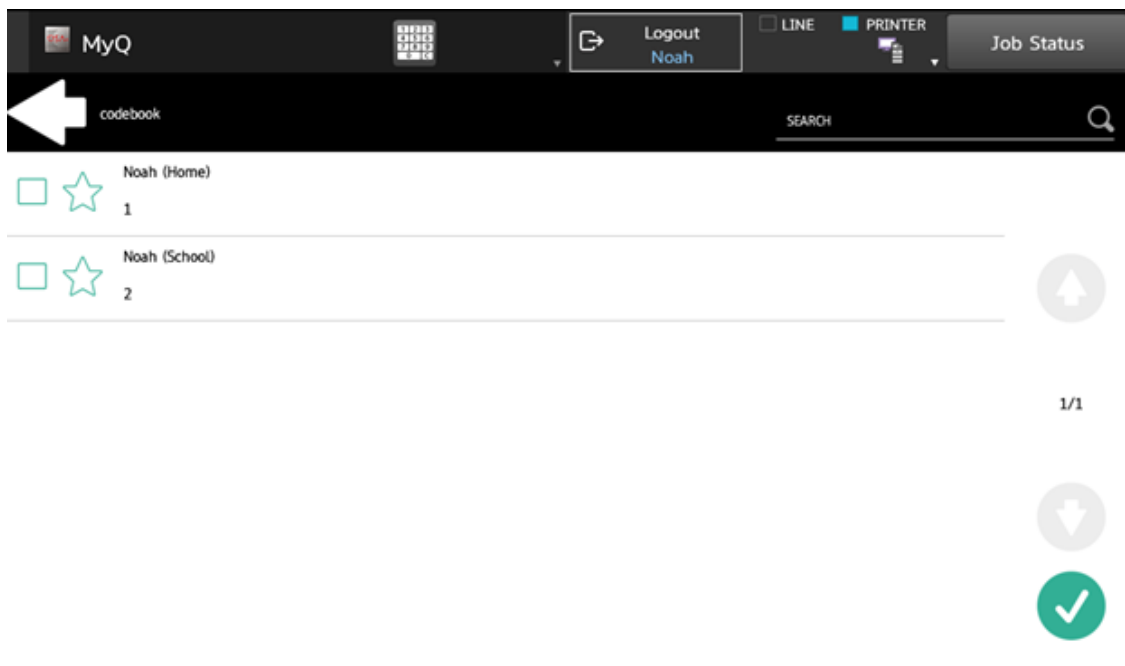 MyQ
Logout
Noah
LINE
PRINTER
Job Status
codebook
SEARCH
Noah (Home)
1
Noah (School)
2
1/1